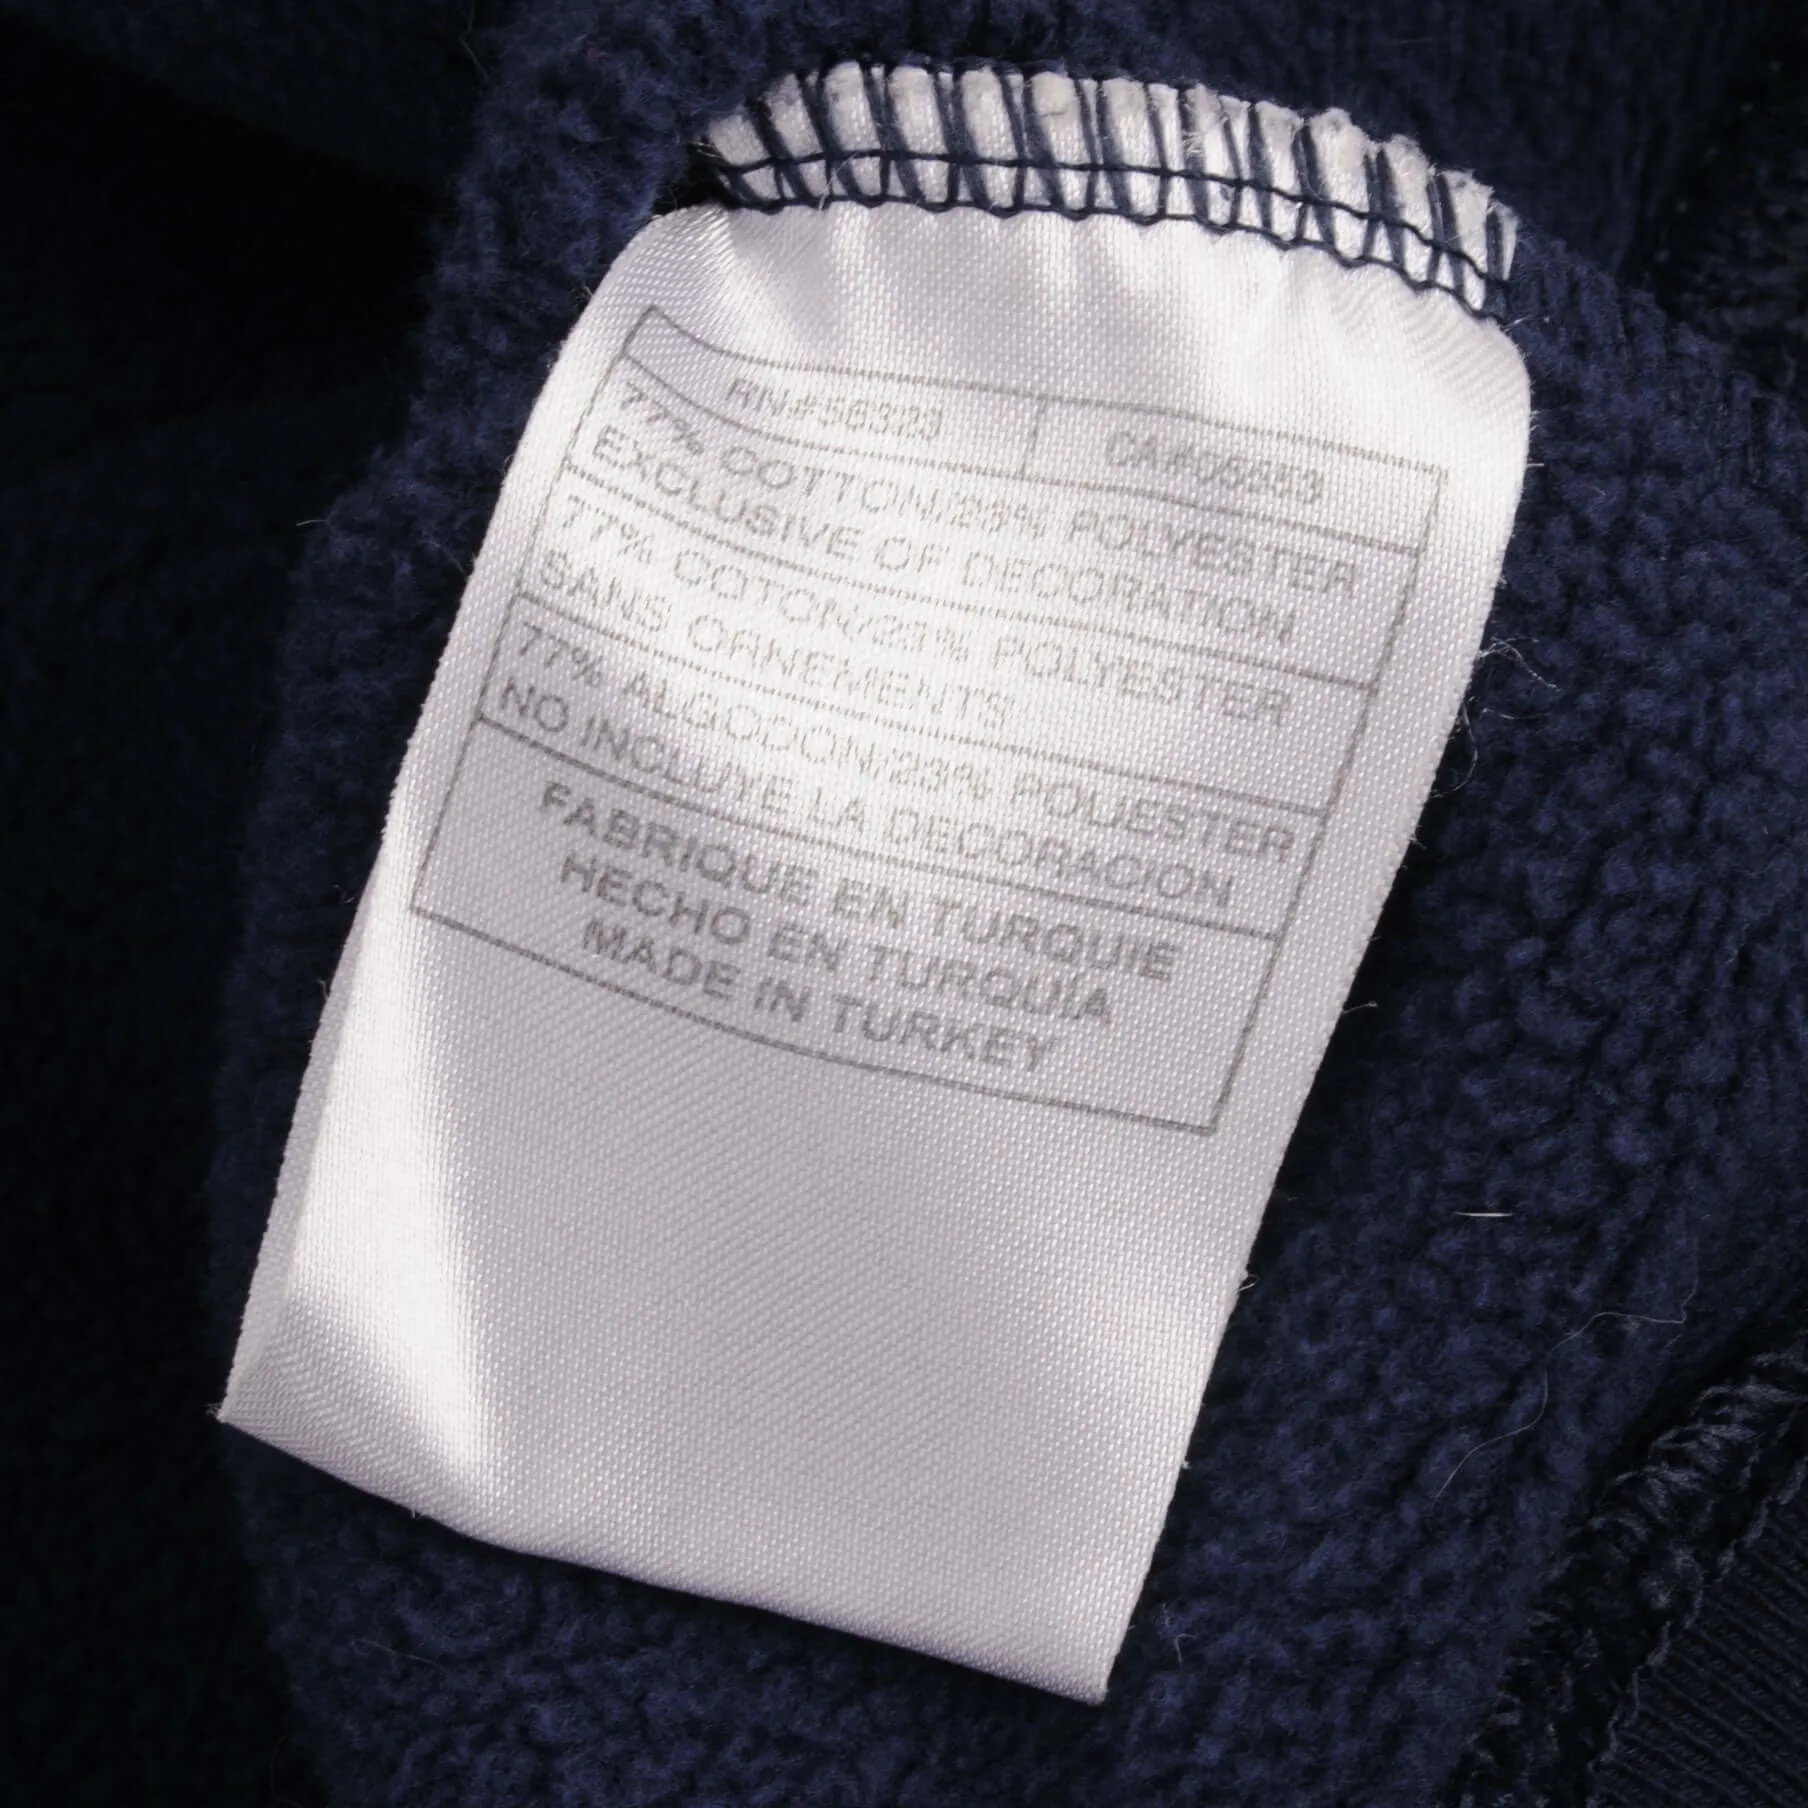 RN#56323
CA#05553
77% COTTON/23% POLYESTER
EXCLUSIVE OF DECORATION
77% COTON/23% POLYESTER
SANS ORNEMENTS
77% ALGODON/23% POLIESTER
NO INCLUYE LA DECORACION
FABRIQUE EN TURQUIE
HECHO EN TURQUÍA
MADE IN TURKEY